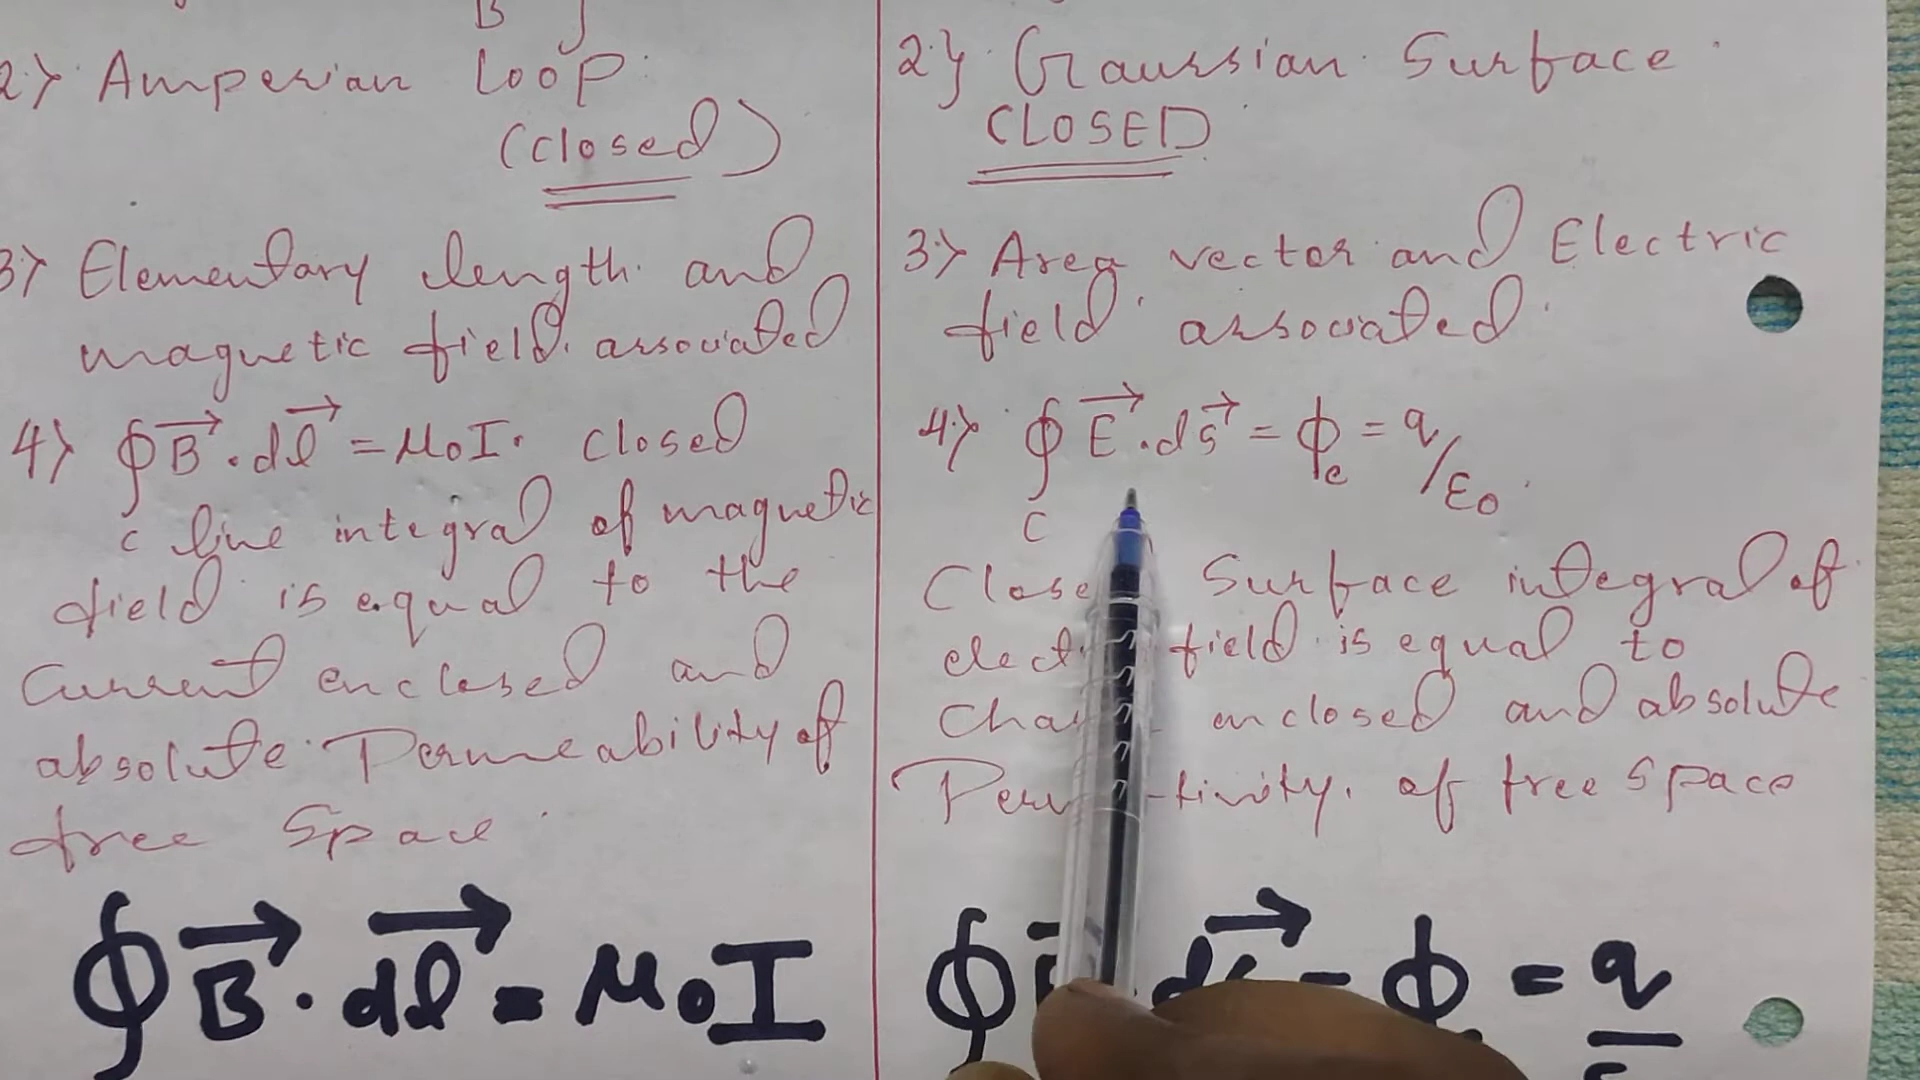 2) Amperian Loop
(closed)
3) Elementary length and
magnetic field associated
4) ∮B⃗.dl⃗ = μ₀I. Closed
c line integral of magnetic
field is equal to the
Current enclosed and
absolute Permeability of
free Space
∮B⃗.dl⃗ = μ₀I
2) Gaussian Surface
CLOSED
3) Area vector and Electric
field associated
4) ∮E⃗.ds⃗ = ϕe = q/ε₀
C
Surface integral of
field is equal to
enclosed and absolute
of free Space
= ϕ = q